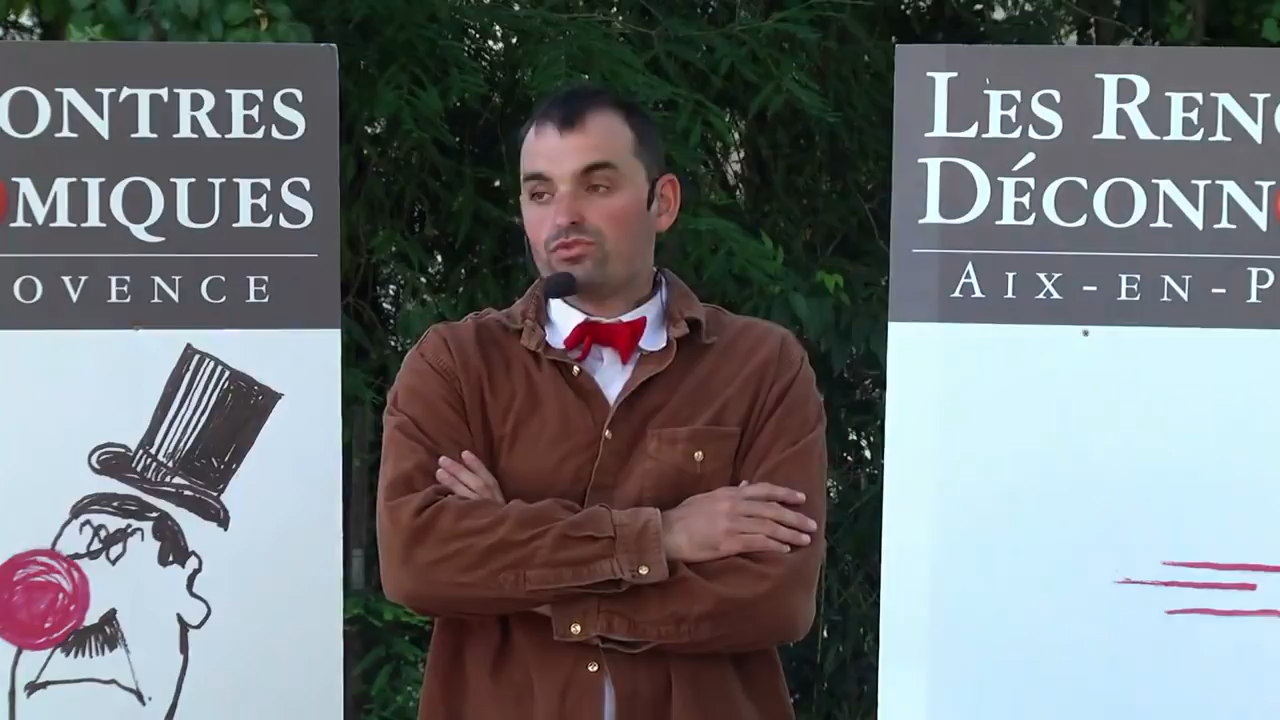 ONTRES
MIQUES
OVENCE
LES RENC
DÉCONN
AIX-EN-P